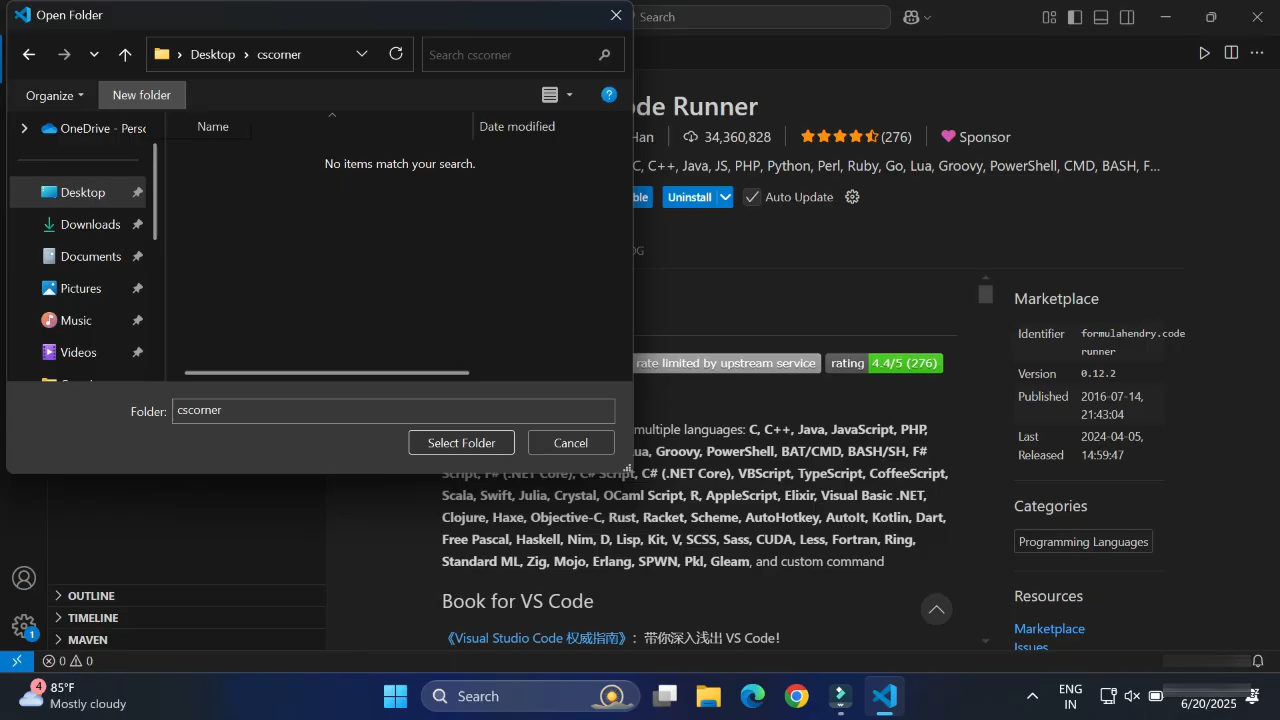 Open Folder
Search
Desktop > cscorner
Search cscorner
Organize
New folder
Name
Date modified
No items match your search.
OneDrive - Perso
Desktop
Downloads
Documents
Pictures
Music
Videos
Folder:
cscorner
Select Folder
Cancel
ode Runner
Han
34,360,828
(276)
Sponsor
C, C++, Java, JS, PHP, Python, Perl, Ruby, Go, Lua, Groovy, PowerShell, CMD, BASH, F...
ble
Uninstall
Auto Update
OG
rate limited by upstream service
rating 4.4/5 (276)
multiple languages: C, C++, Java, JavaScript, PHP,
ua, Groovy, PowerShell, BAT/CMD, BASH/SH, F#
Script, F# (.NET Core), C# Script, C# (.NET Core), VBScript, TypeScript, CoffeeScript,
Scala, Swift, Julia, Crystal, OCaml Script, R, AppleScript, Elixir, Visual Basic .NET,
Clojure, Haxe, Objective-C, Rust, Racket, Scheme, AutoHotkey, AutoIt, Kotlin, Dart,
Free Pascal, Haskell, Nim, D, Lisp, Kit, V, SCSS, Sass, CUDA, Less, Fortran, Ring,
Standard ML, Zig, Mojo, Erlang, SPWN, Pkl, Gleam, and custom command
Book for VS Code
《Visual Studio Code 权威指南》：带你深入浅出 VS Code！
Marketplace
Identifier
formulahendry.code
runner
Version
0.12.2
Published
2016-07-14,
21:43:04
Last
Released
2024-04-05,
14:59:47
Categories
Programming Languages
Resources
Marketplace
Issues
OUTLINE
TIMELINE
MAVEN
1
0 0
4
85°F
Mostly cloudy
Search
ENG
IN
6/20/2025